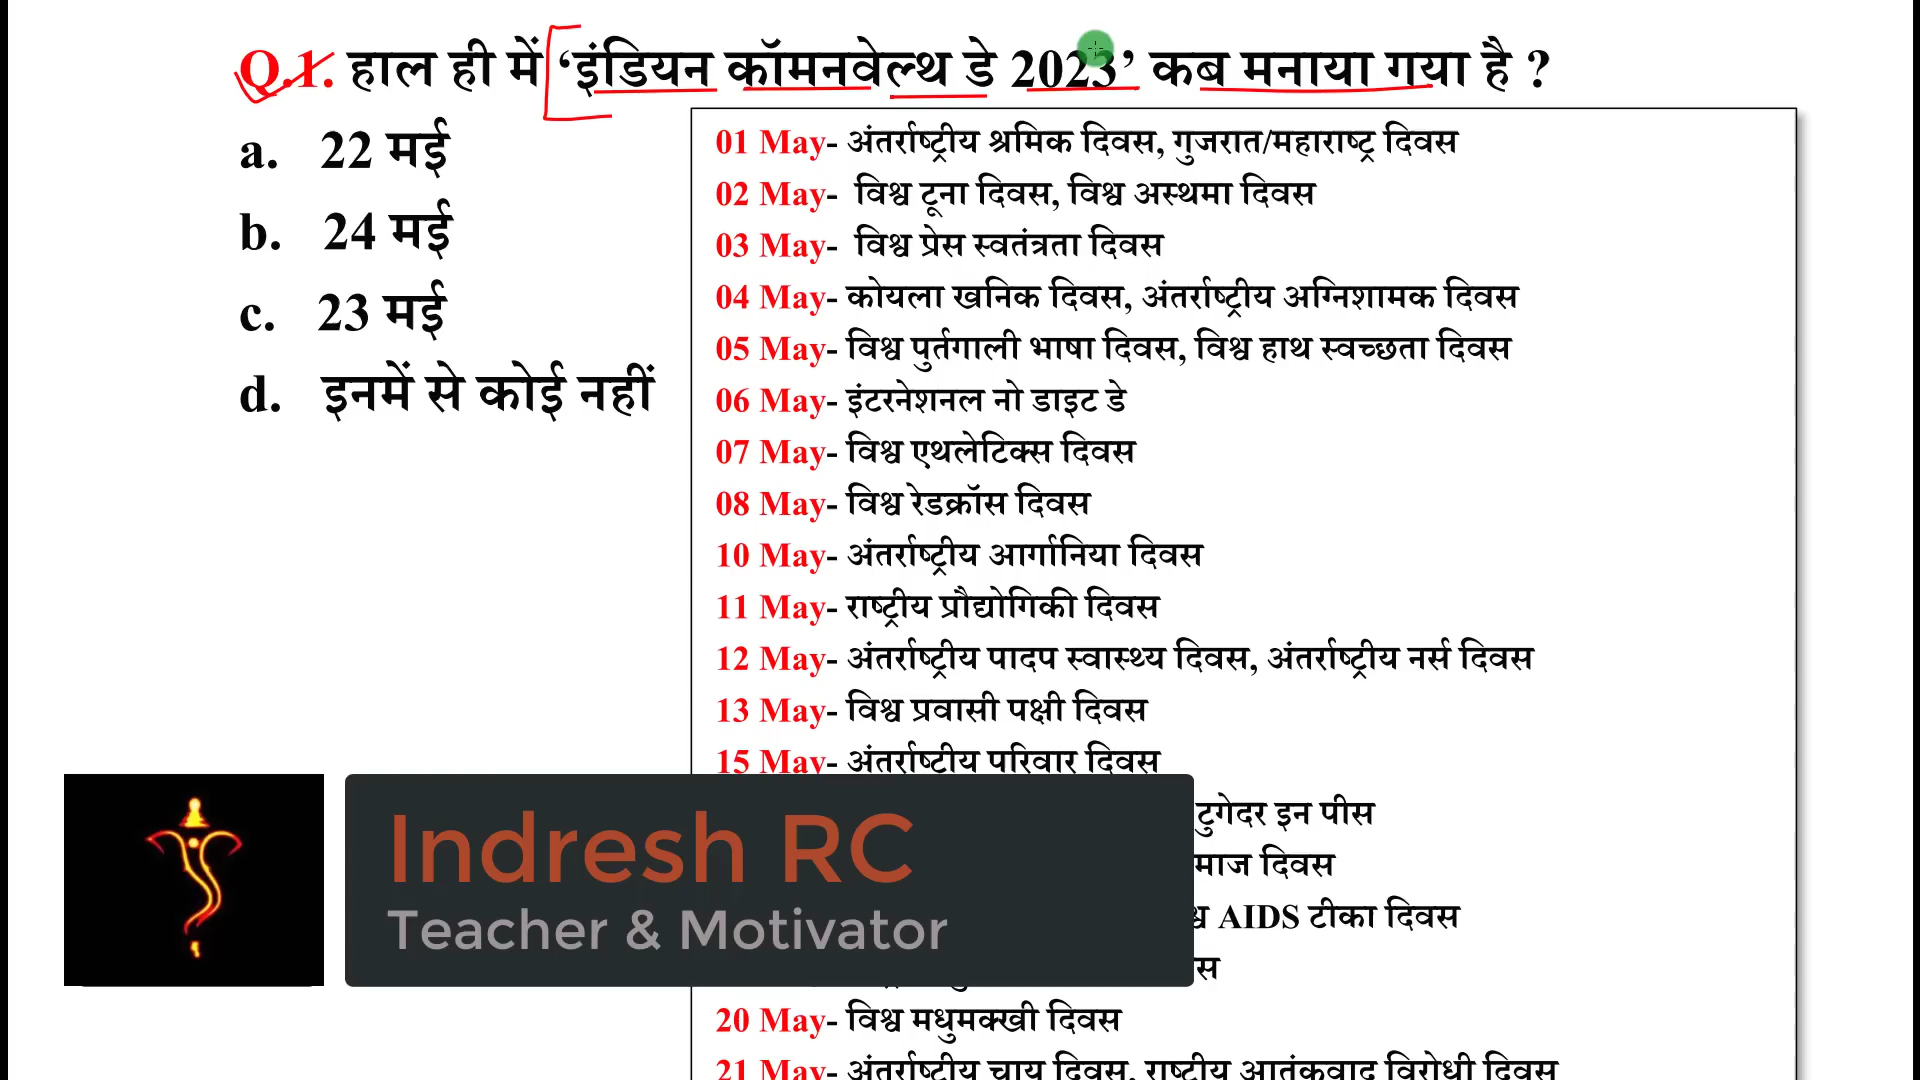 Q.1. हाल ही में ‘इंडियन कॉमनवेल्थ डे 2023’ कब मनाया गया है ?
a. 22 मई
b. 24 मई
c. 23 मई
d. इनमें से कोई नहीं
01 May- अंतर्राष्ट्रीय श्रमिक दिवस, गुजरात/महाराष्ट्र दिवस
02 May- विश्व टूना दिवस, विश्व अस्थमा दिवस
03 May- विश्व प्रेस स्वतंत्रता दिवस
04 May- कोयला खनिक दिवस, अंतर्राष्ट्रीय अग्निशामक दिवस
05 May- विश्व पुर्तगाली भाषा दिवस, विश्व हाथ स्वच्छता दिवस
06 May- इंटरनेशनल नो डाइट डे
07 May- विश्व एथलेटिक्स दिवस
08 May- विश्व रेडक्रॉस दिवस
10 May- अंतर्राष्ट्रीय आर्गानिया दिवस
11 May- राष्ट्रीय प्रौद्योगिकी दिवस
12 May- अंतर्राष्ट्रीय पादप स्वास्थ्य दिवस, अंतर्राष्ट्रीय नर्स दिवस
13 May- विश्व प्रवासी पक्षी दिवस
15 May- अंतर्राष्ट्रीय परिवार दिवस
टुगेदर इन पीस
माज दिवस
AIDS टीका दिवस
20 May- विश्व मधुमक्खी दिवस
21 May- अंतर्राष्ट्रीय चाय दिवस, राष्ट्रीय आतंकवाद विरोधी दिवस
Indresh RC
Teacher & Motivator